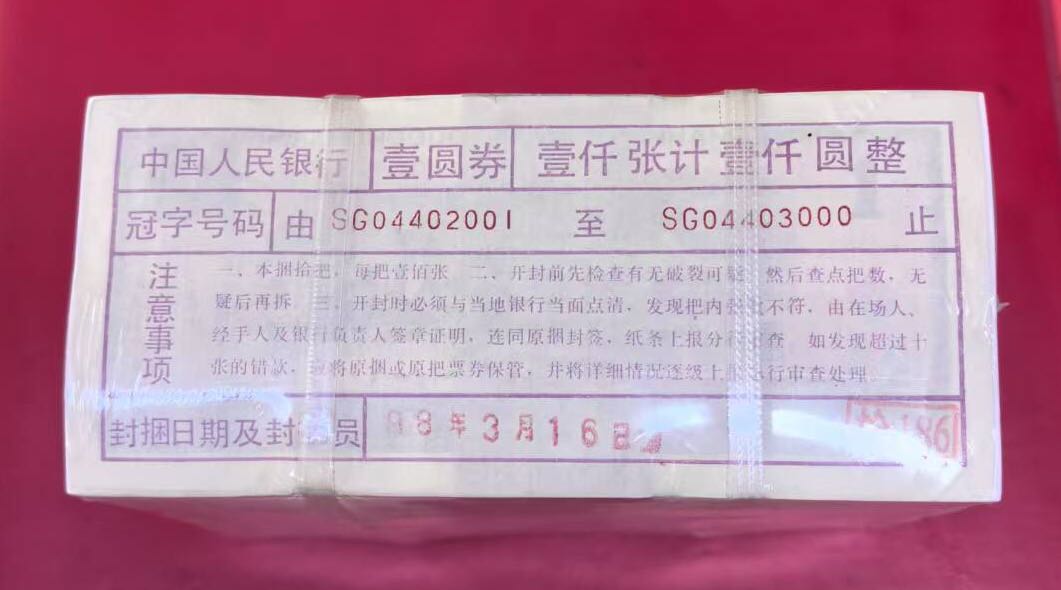 中国人民银行 壹圆券 壹仟张计壹仟圆整
冠字号码 由 SG04402001 至 SG04403000 止
注意事项
一、本捆拾把，每把壹佰张 二、开封前先检查有无破裂可疑，然后查点把数，无
疑后再拆 三、开封时必须与当地银行当面点清，发现把内张数不符，由在场人、
经手人及银行负责人签章证明，连同原捆封签，纸条上报分行审查 如发现超过十
张的错款，应将原捆或原把票券保管，并将详细情况逐级上报总行审查处理
封捆日期及封捆员 98年3月16日
186